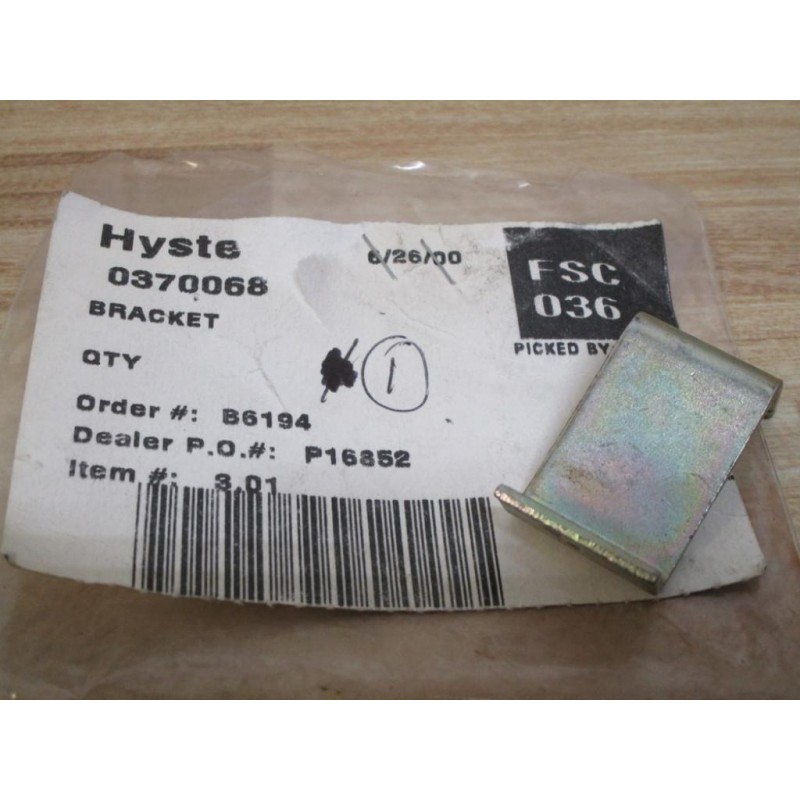 Hyste 6/26/00 FSC
0370068 036
BRACKET
PICKED BY
QTY 1
Order #: B6194
Dealer P.O.#: P16852
Item #: 3.01